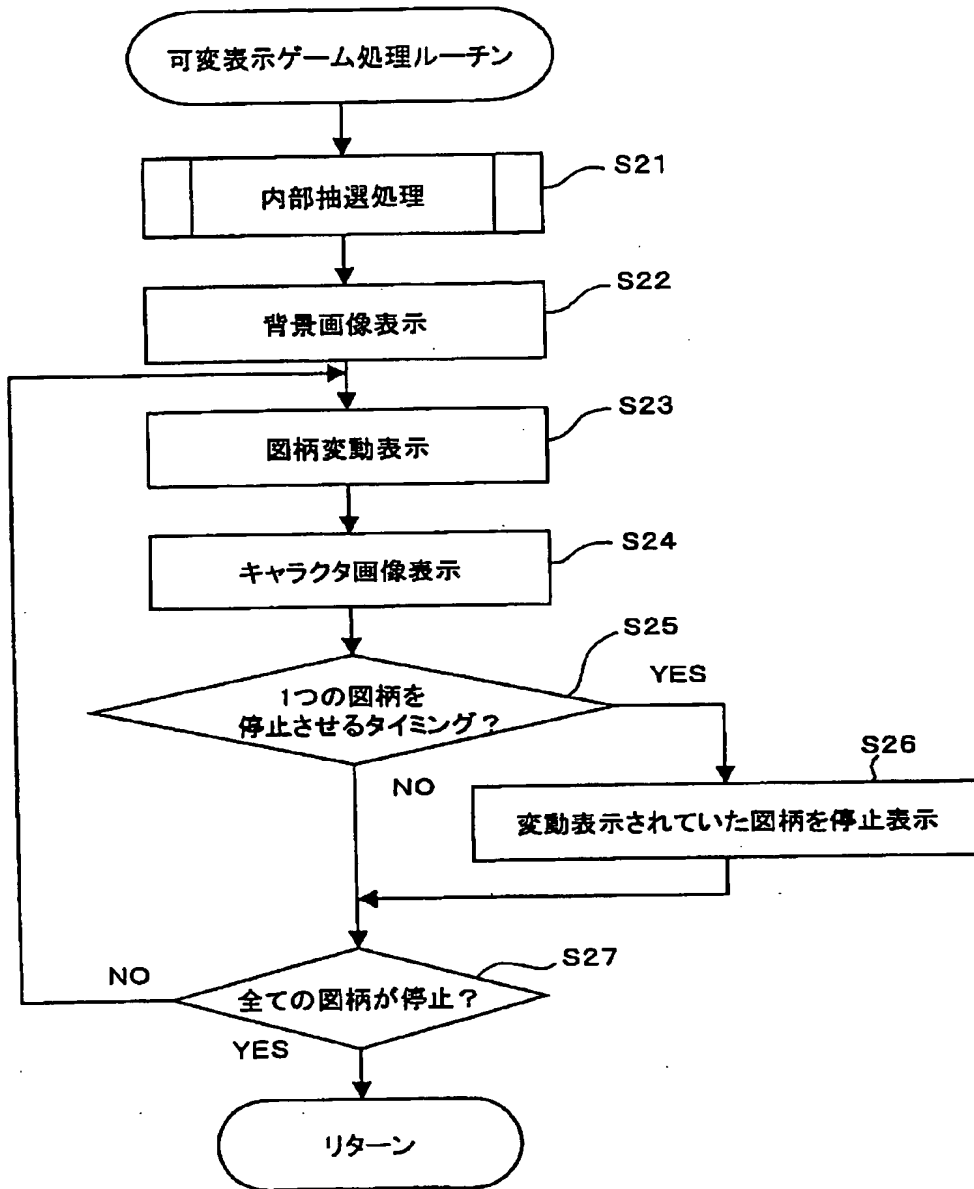 可変表示ゲーム処理ルーチン
S21
内部抽選処理
S22
背景画像表示
S23
図柄変動表示
S24
キャラクタ画像表示
S25
1つの図柄を
停止させるタイミング?
YES
NO
S26
変動表示されていた図柄を停止表示
S27
全ての図柄が停止?
NO
YES
リターン